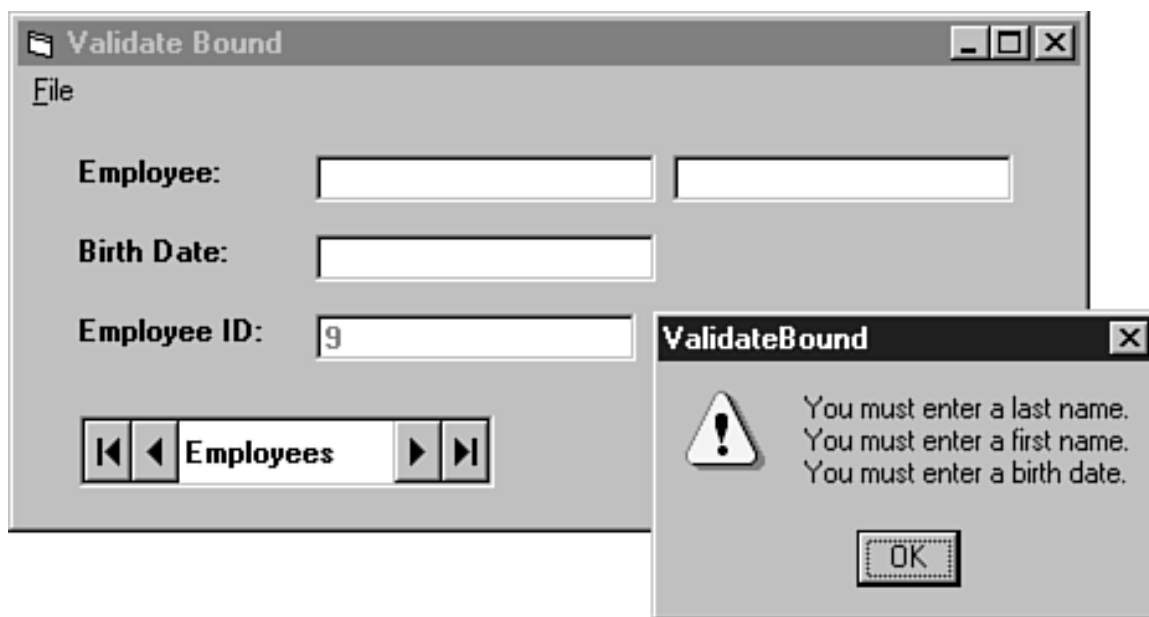 Validate Bound
File
Employee:
Birth Date:
Employee ID: 9
Employees
ValidateBound
You must enter a last name.
You must enter a first name.
You must enter a birth date.
OK